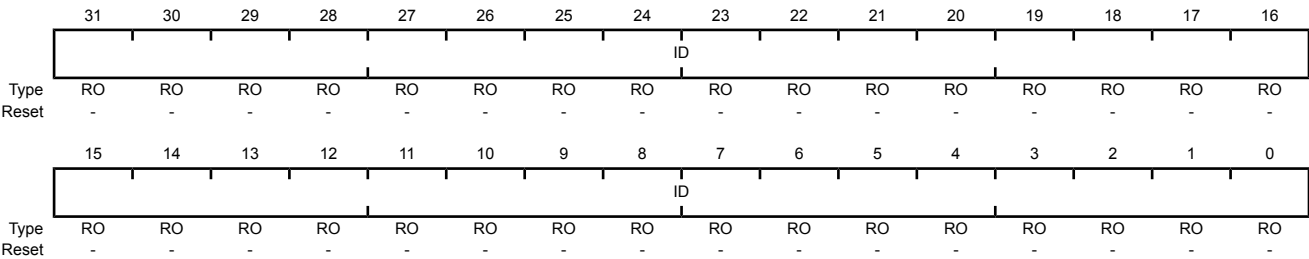 31 30 29 28 27 26 25 24 23 22 21 20 19 18 17 16
ID
Type RO RO RO RO RO RO RO RO RO RO RO RO RO RO RO RO
Reset - - - - - - - - - - - - - - - -
15 14 13 12 11 10 9 8 7 6 5 4 3 2 1 0
ID
Type RO RO RO RO RO RO RO RO RO RO RO RO RO RO RO RO
Reset - - - - - - - - - - - - - - - -